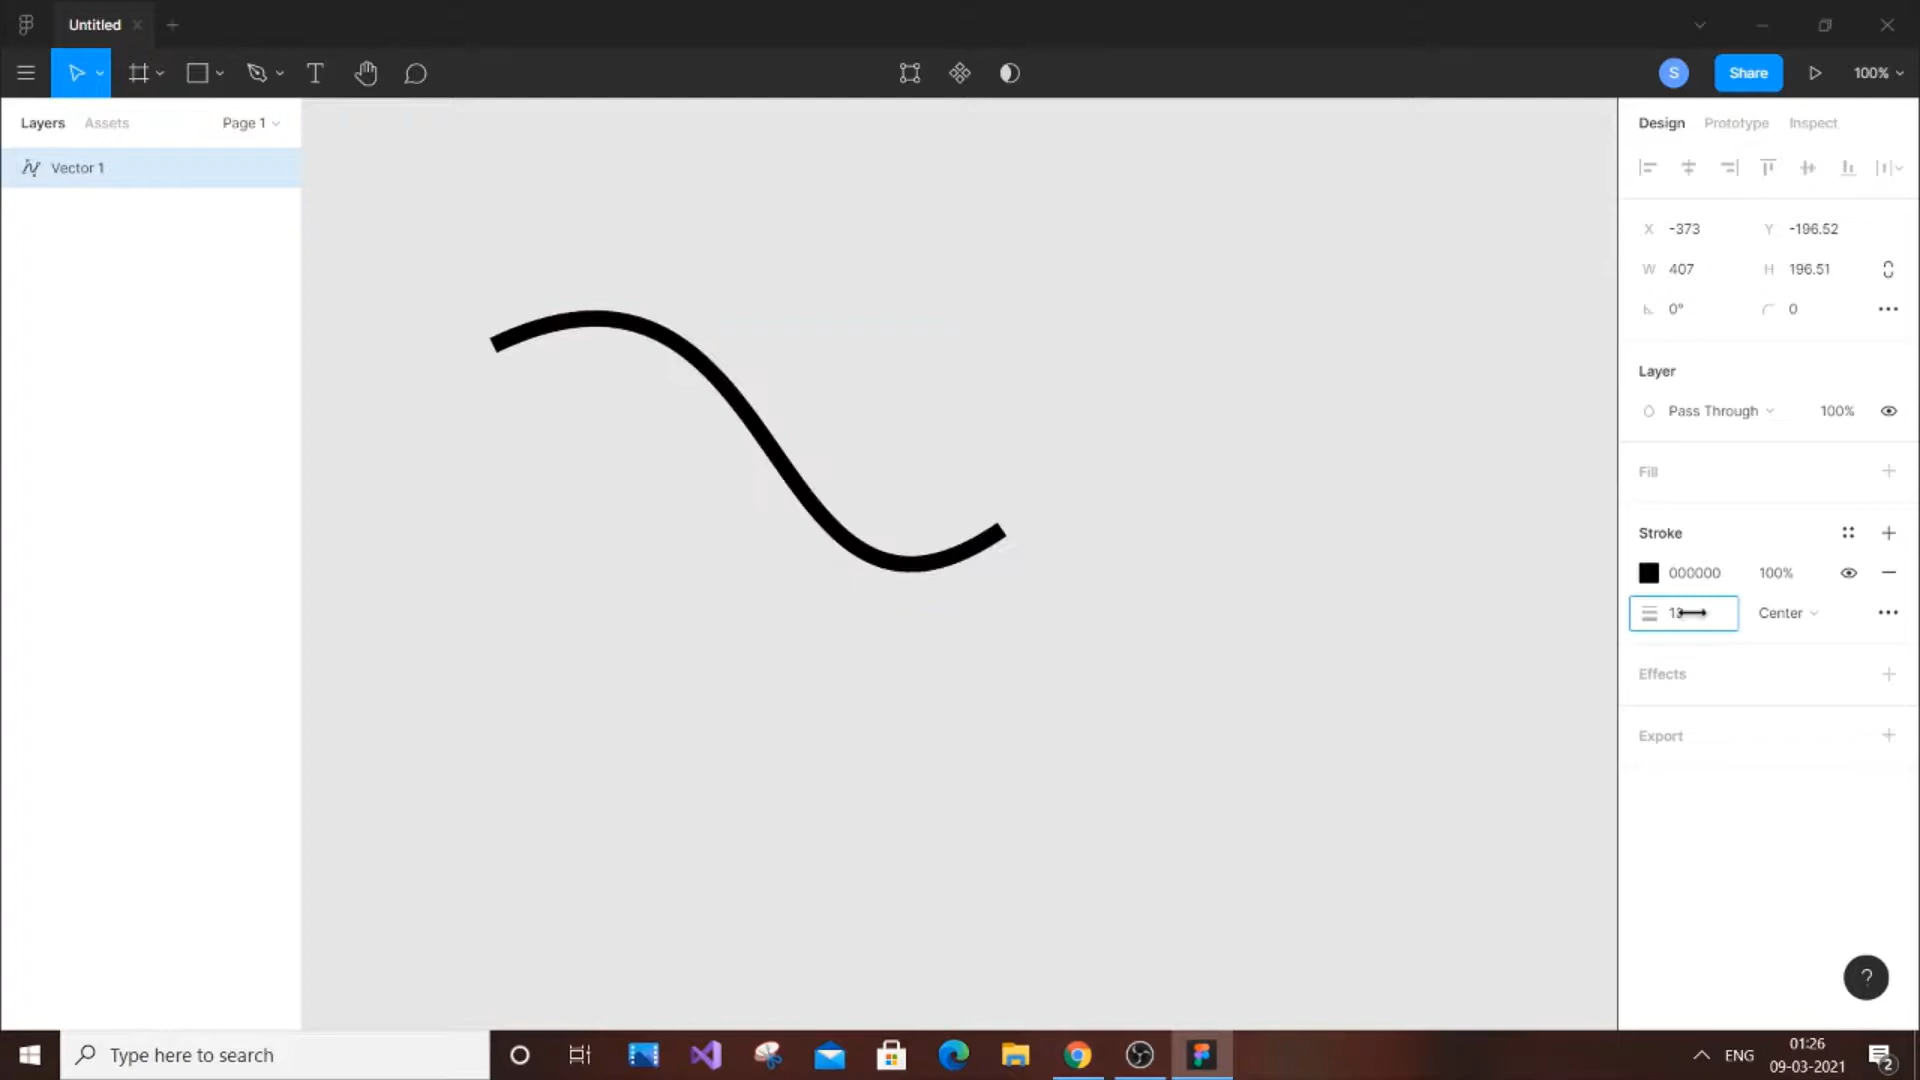 Untitled
S
Share
100%
Layers
Assets
Page 1
Vector 1
Design
Prototype
Inspect
X -373
Y -196.52
W 407
H 196.51
0°
0
Layer
Pass Through
100%
Fill
Stroke
000000
100%
Center
Effects
Export
?
Type here to search
ENG
01:26
09-03-2021
2